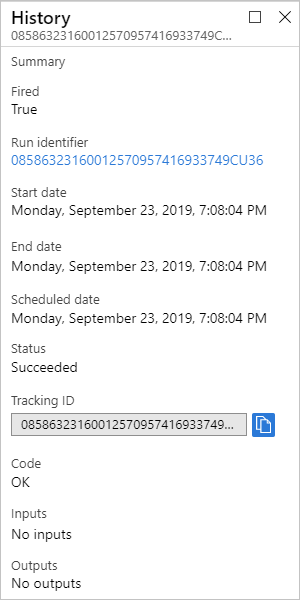 History
08586323160012570957416933749C...
Summary
Fired
True
Run identifier
08586323160012570957416933749CU36
Start date
Monday, September 23, 2019, 7:08:04 PM
End date
Monday, September 23, 2019, 7:08:04 PM
Scheduled date
Monday, September 23, 2019, 7:08:04 PM
Status
Succeeded
Tracking ID
08586323160012570957416933749...
Code
OK
Inputs
No inputs
Outputs
No outputs